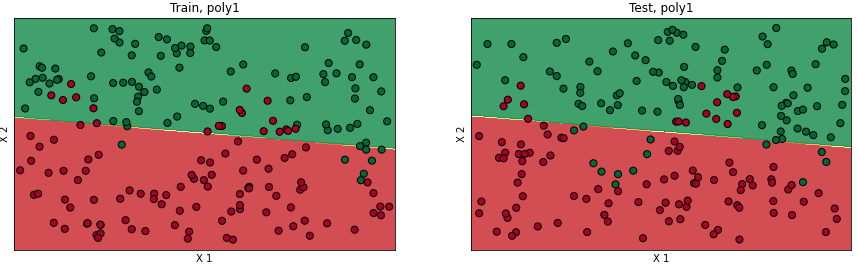 Train, poly1
Test, poly1
X 2
X 2
X 1
X 1